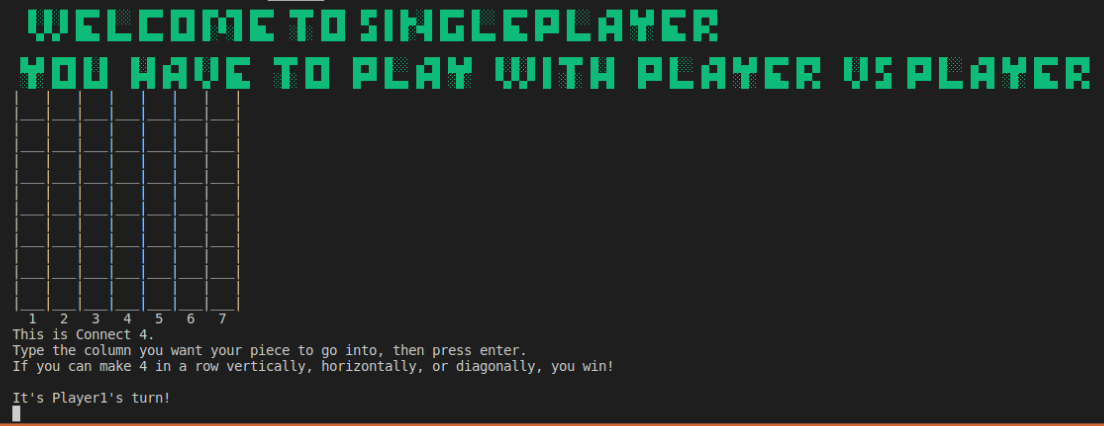 WELCOME TO SINGLEPLAYER
YOU HAVE TO PLAY WITH PLAYER VS PLAYER
1 2 3 4 5 6 7
This is Connect 4.
Type the column you want your piece to go into, then press enter.
If you can make 4 in a row vertically, horizontally, or diagonally, you win!
It's Player1's turn!